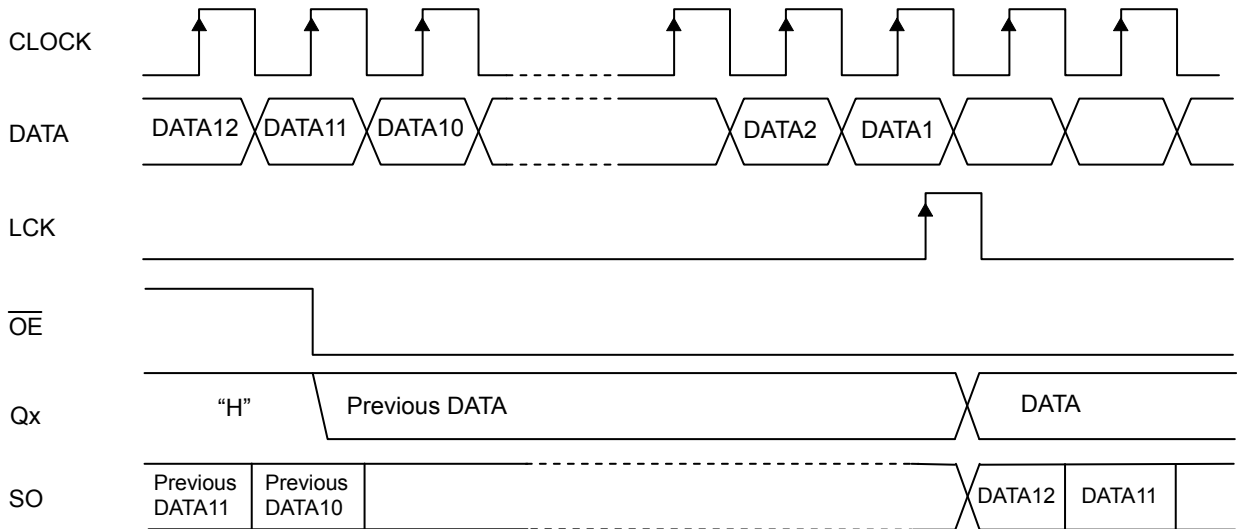 CLOCK
DATA
DATA12 DATA11 DATA10 DATA2 DATA1
LCK
OE
Qx
“H” Previous DATA DATA
SO
Previous DATA11
Previous DATA10
DATA12 DATA11